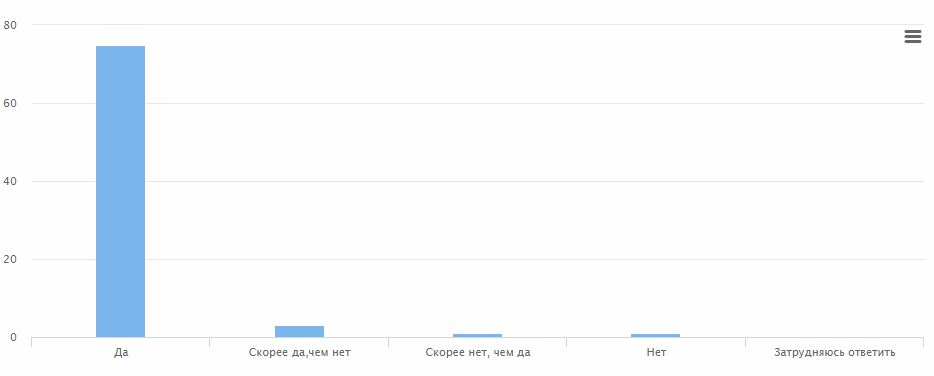 80
60
40
20
0
Да
Скорее да,чем нет
Скорее нет, чем да
Нет
Затрудняюсь ответить